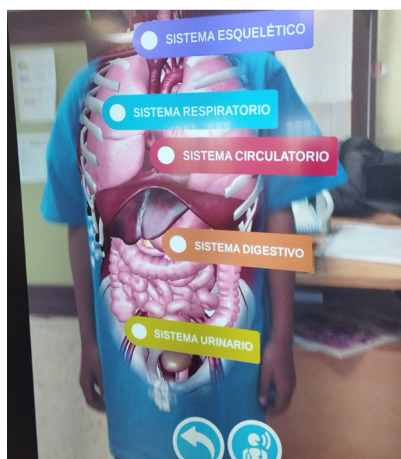 SISTEMA ESQUELÉTICO
SISTEMA RESPIRATORIO
SISTEMA CIRCULATORIO
SISTEMA DIGESTIVO
SISTEMA URINARIO